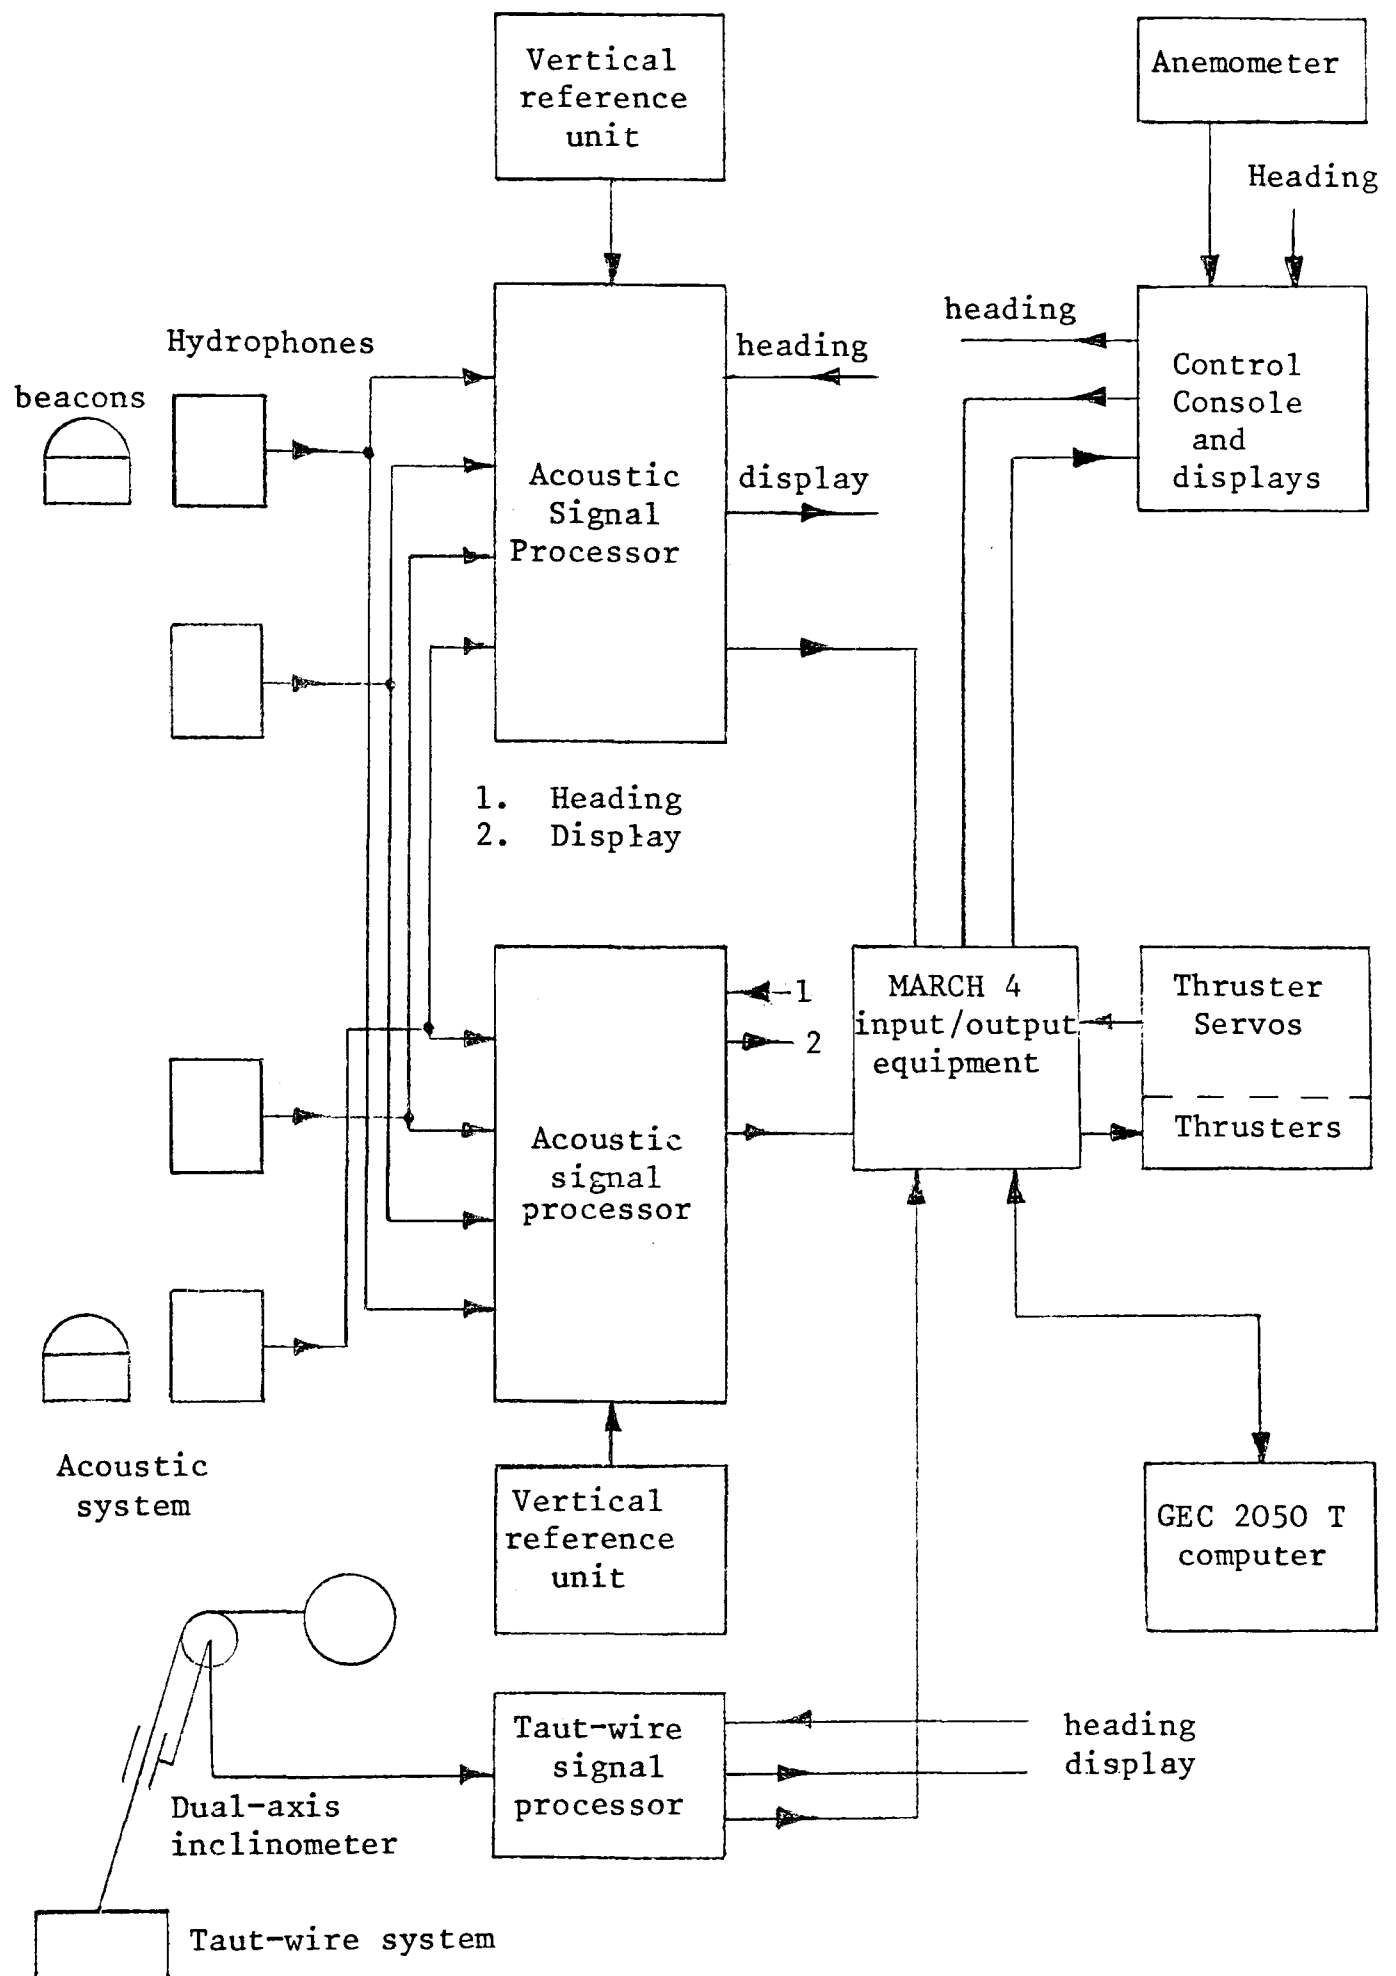 Vertical
reference
unit
Anemometer
Heading
Hydrophones
beacons
heading
display
Acoustic
Signal
Processor
heading
Control
Console
and
displays
1. Heading
2. Display
Acoustic
signal
processor
1
2
MARCH 4
input/output
equipment
Thruster
Servos
Thrusters
Acoustic
system
Vertical
reference
unit
GEC 2050 T
computer
Taut-wire
signal
processor
heading
display
Dual-axis
inclinometer
Taut-wire system